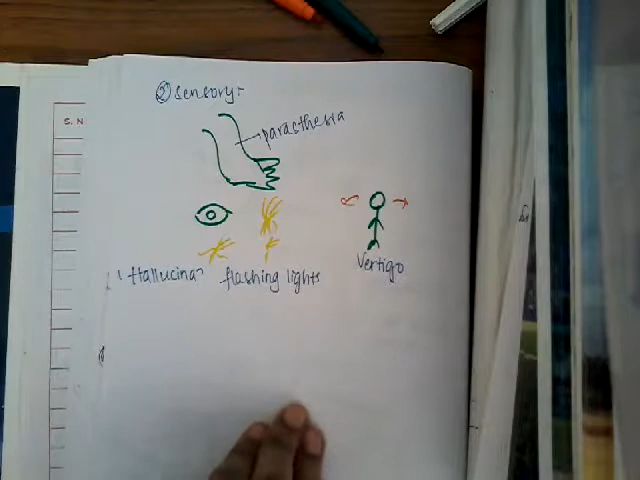 ② Sensory:-
parasthesia
Hallucina? flashing lights
Vertigo
S. N